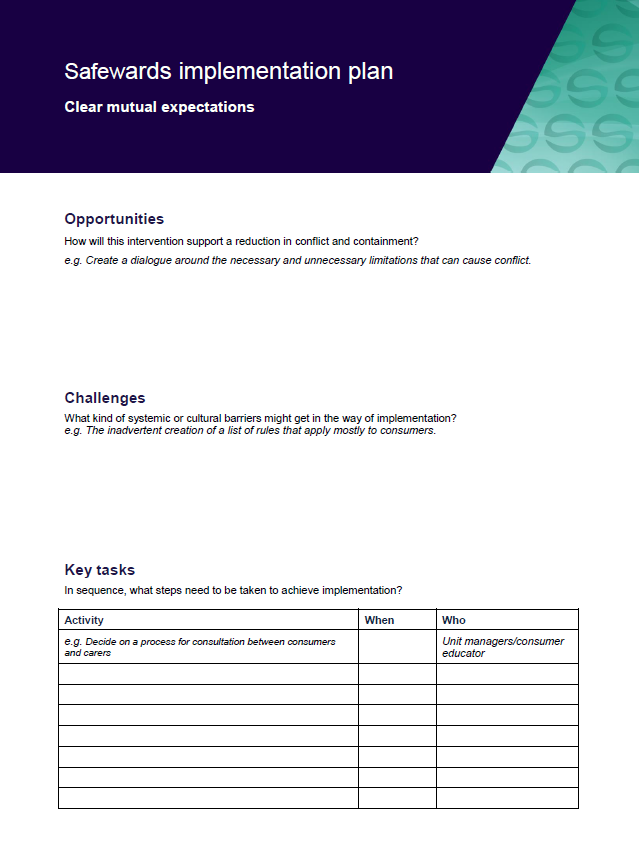 Safewards implementation plan
Clear mutual expectations
Opportunities
How will this intervention support a reduction in conflict and containment?
e.g. Create a dialogue around the necessary and unnecessary limitations that can cause conflict.
Challenges
What kind of systemic or cultural barriers might get in the way of implementation?
e.g. The inadvertent creation of a list of rules that apply mostly to consumers.
Key tasks
In sequence, what steps need to be taken to achieve implementation?
Activity When Who
e.g. Decide on a process for consultation between consumers
and carers
Unit managers/consumer
educator